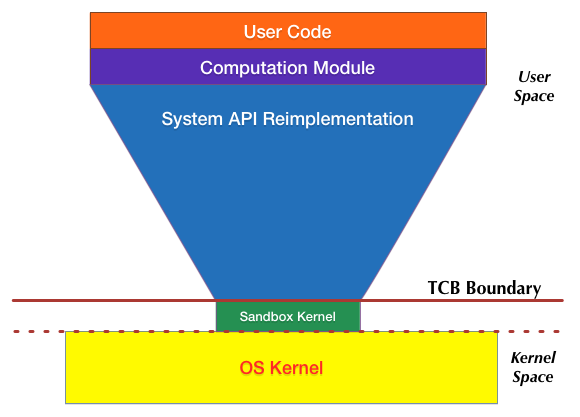 User Code
Computation Module
User
Space
System API Reimplementation
TCB Boundary
Sandbox Kernel
Kernel
Space
OS Kernel